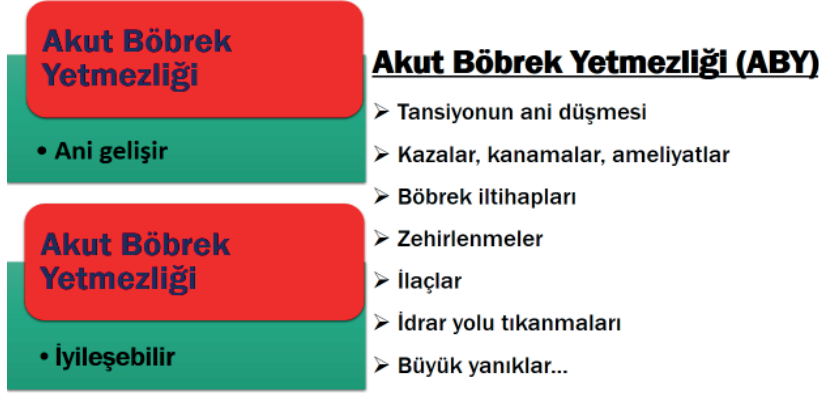 Akut Böbrek
Yetmezliği
• Ani gelişir
Akut Böbrek
Yetmezliği
• İyileşebilir
Akut Böbrek Yetmezliği (ABY)
➢ Tansiyonun ani düşmesi
➢ Kazalar, kanamalar, ameliyatlar
➢ Böbrek iltihapları
➢ Zehirlenmeler
➢ İlaçlar
➢ İdrar yolu tıkanmaları
➢ Büyük yanıklar...